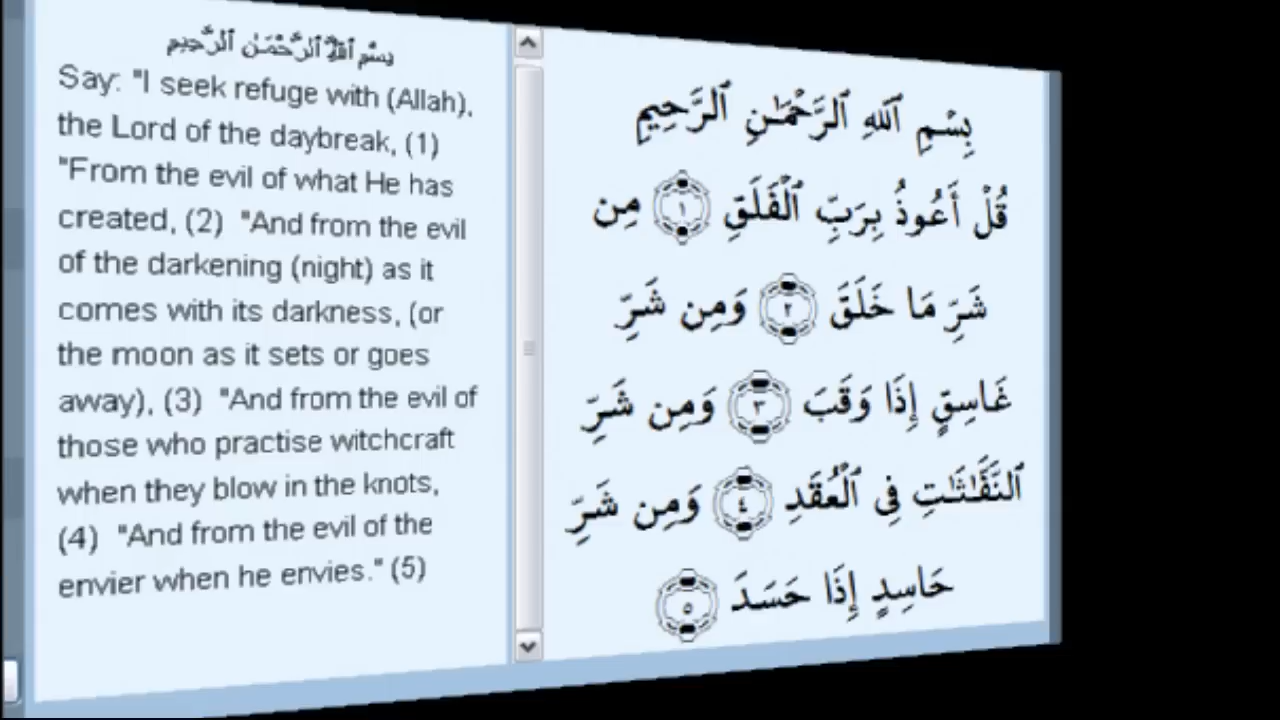 بِسْمِ ٱللَّهِ ٱلرَّحْمَـٰنِ ٱلرَّحِيمِ
Say: "I seek refuge with (Allah),
the Lord of the daybreak, (1)
"From the evil of what He has
created, (2)  "And from the evil
of the darkening (night) as it
comes with its darkness, (or
the moon as it sets or goes
away), (3)  "And from the evil of
those who practise witchcraft
when they blow in the knots,
(4)  "And from the evil of the
envier when he envies." (5)
بِسْمِ ٱللَّهِ ٱلرَّحْمَـٰنِ ٱلرَّحِيمِ
قُلْ أَعُوذُ بِرَبِّ ٱلْفَلَقِ ١ مِن
شَرِّ مَا خَلَقَ ٢ وَمِن شَرِّ
غَاسِقٍ إِذَا وَقَبَ ٣ وَمِن شَرِّ
ٱلنَّفَّـٰثَـٰتِ فِى ٱلْعُقَدِ ٤ وَمِن شَرِّ
حَاسِدٍ إِذَا حَسَدَ ٥